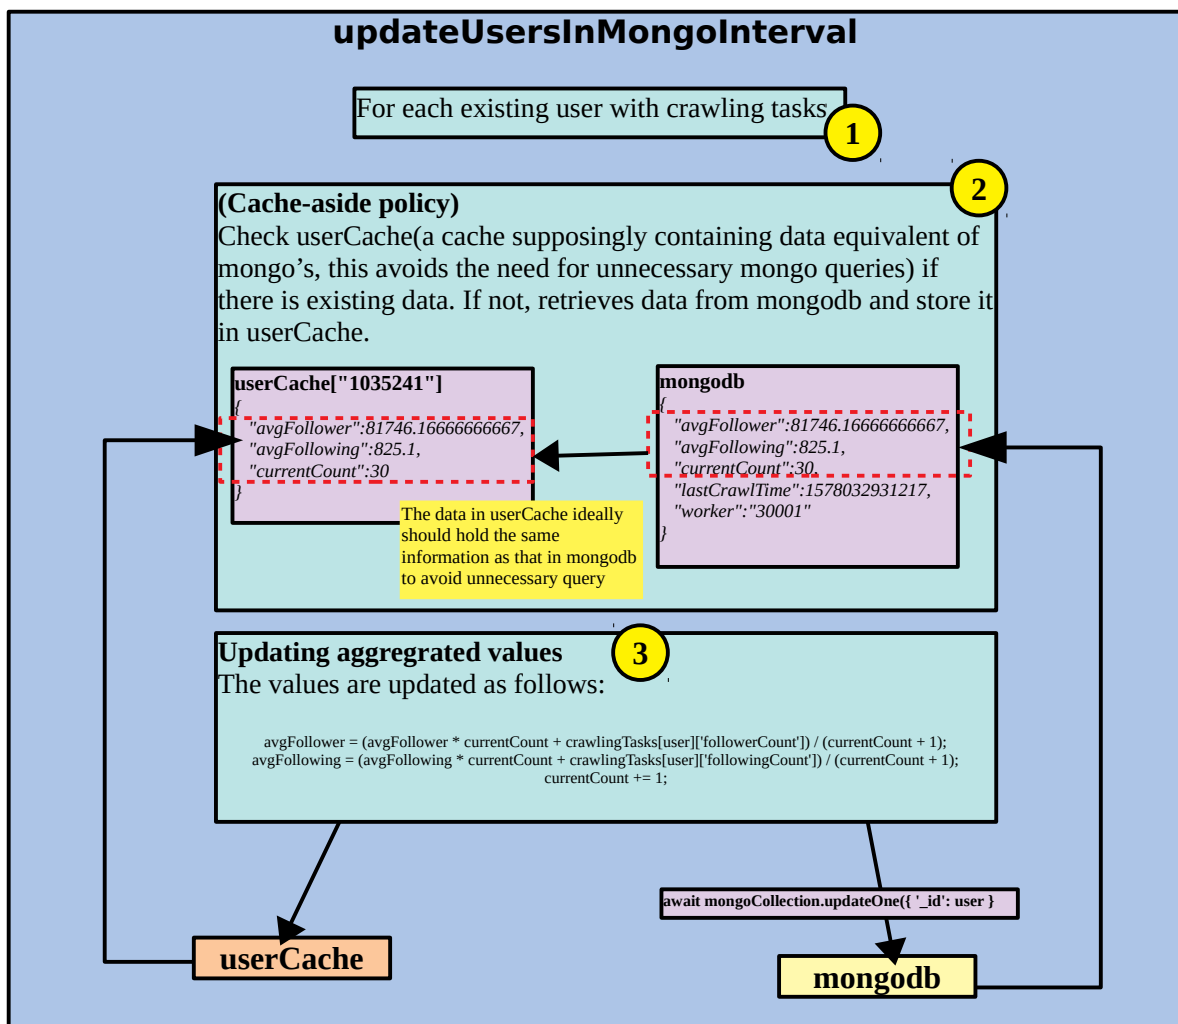 updateUsersInMongoInterval
For each existing user with crawling tasks
1
2
(Cache-aside policy)
Check userCache(a cache supposingly containing data equivalent of
mongo’s, this avoids the need for unnecessary mongo queries) if
there is existing data. If not, retrieves data from mongodb and store it
in userCache.
userCache["1035241"]
{
"avgFollower":81746.16666666667,
"avgFollowing":825.1,
"currentCount":30
}
mongodb
{
"avgFollower":81746.16666666667,
"avgFollowing":825.1,
"currentCount":30,
"lastCrawlTime":1578032931217,
"worker":"30001"
}
The data in userCache ideally
should hold the same
information as that in mongodb
to avoid unnecessary query
3
Updating aggregrated values
The values are updated as follows:
avgFollower = (avgFollower * currentCount + crawlingTasks[user]['followerCount']) / (currentCount + 1);
avgFollowing = (avgFollowing * currentCount + crawlingTasks[user]['followingCount']) / (currentCount + 1);
currentCount += 1;
await mongoCollection.updateOne({ '_id': user }
userCache
mongodb